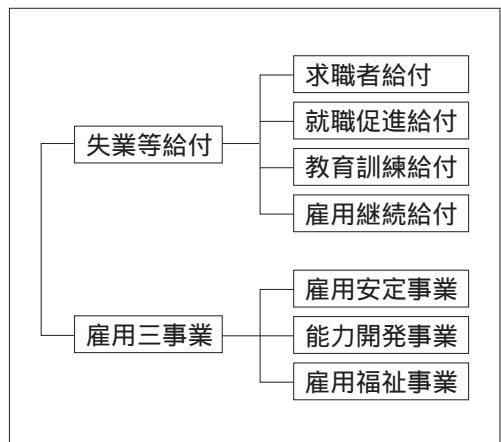 失業等給付
求職者給付
就職促進給付
教育訓練給付
雇用継続給付
雇用三事業
雇用安定事業
能力開発事業
雇用福祉事業